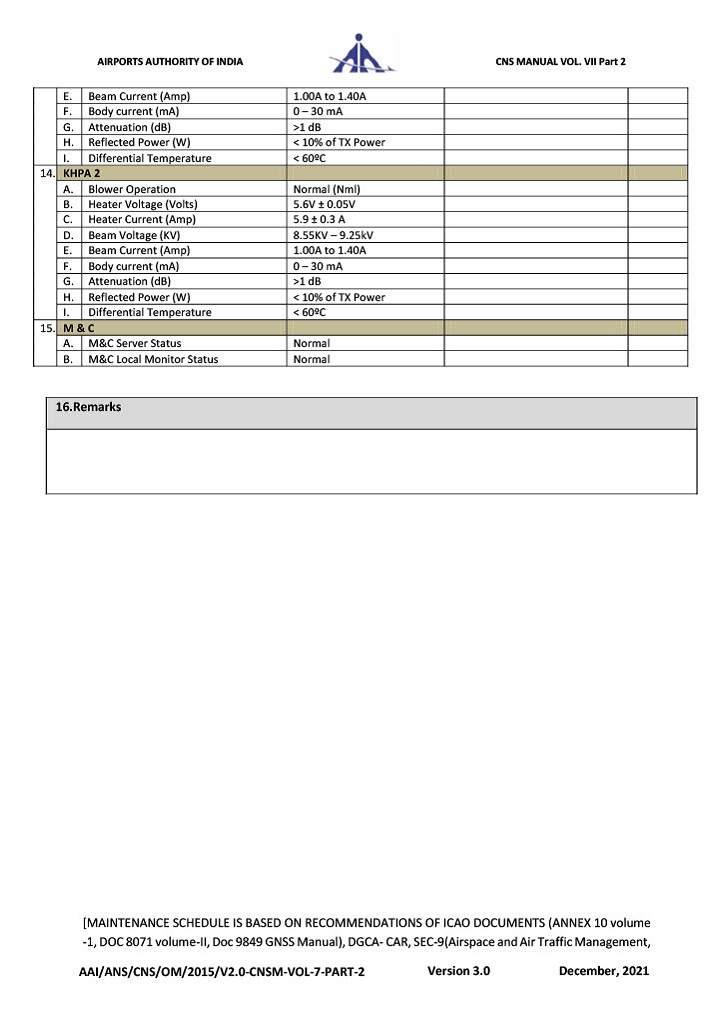 AIRPORTS AUTHORITY OF INDIA CNS MANUAL VOL. VII Part 2
E. Beam Current (Amp) 1.00A to 1.40A
F. Body current (mA) 0 – 30 mA
G. Attenuation (dB) >1 dB
H. Reflected Power (W) < 10% of TX Power
I. Differential Temperature < 60ºC
14. KHPA 2
A. Blower Operation Normal (Nml)
B. Heater Voltage (Volts) 5.6V ± 0.05V
C. Heater Current (Amp) 5.9 ± 0.3 A
D. Beam Voltage (KV) 8.55KV – 9.25kV
E. Beam Current (Amp) 1.00A to 1.40A
F. Body current (mA) 0 – 30 mA
G. Attenuation (dB) >1 dB
H. Reflected Power (W) < 10% of TX Power
I. Differential Temperature < 60ºC
15. M & C
A. M&C Server Status Normal
B. M&C Local Monitor Status Normal
16.Remarks
[MAINTENANCE SCHEDULE IS BASED ON RECOMMENDATIONS OF ICAO DOCUMENTS (ANNEX 10 volume
-1, DOC 8071 volume-II, Doc 9849 GNSS Manual), DGCA- CAR, SEC-9(Airspace and Air Traffic Management,
AAI/ANS/CNS/OM/2015/V2.0-CNSM-VOL-7-PART-2 Version 3.0 December, 2021